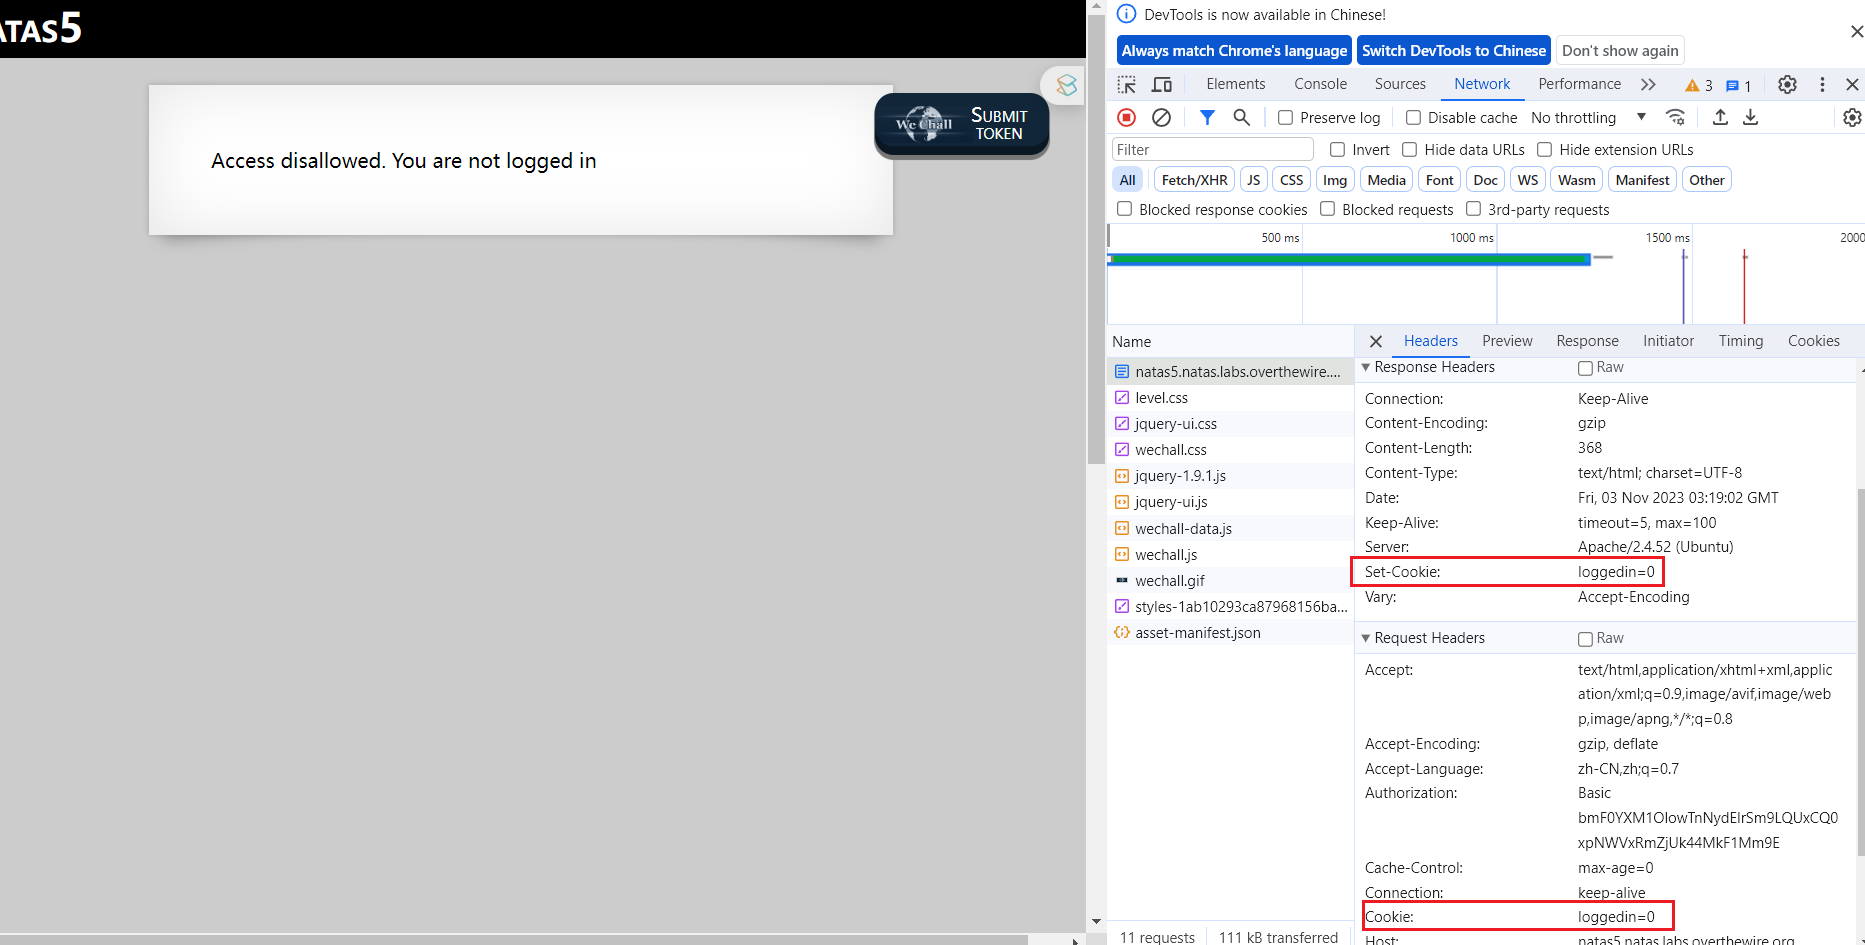 ATAS5
Access disallowed. You are not logged in
We Chall
SUBMIT
TOKEN
DevTools is now available in Chinese!
Always match Chrome's language
Switch DevTools to Chinese
Don't show again
Elements Console Sources Network Performance 3 1
Preserve log Disable cache No throttling
Filter Invert Hide data URLs Hide extension URLs
All Fetch/XHR JS CSS Img Media Font Doc WS Wasm Manifest Other
Blocked response cookies Blocked requests 3rd-party requests
500 ms 1000 ms 1500 ms 2000
Name
natas5.natas.labs.overthewire....
level.css
jquery-ui.css
wechall.css
jquery-1.9.1.js
jquery-ui.js
wechall-data.js
wechall.js
wechall.gif
styles-1ab10293ca87968156ba...
asset-manifest.json
11 requests 111 kB transferred
Headers Preview Response Initiator Timing Cookies
Response Headers Raw
Connection: Keep-Alive
Content-Encoding: gzip
Content-Length: 368
Content-Type: text/html; charset=UTF-8
Date: Fri, 03 Nov 2023 03:19:02 GMT
Keep-Alive: timeout=5, max=100
Server: Apache/2.4.52 (Ubuntu)
Set-Cookie: loggedin=0
Vary: Accept-Encoding
Request Headers Raw
Accept: text/html,application/xhtml+xml,applic
ation/xml;q=0.9,image/avif,image/web
p,image/apng,*/*;q=0.8
Accept-Encoding: gzip, deflate
Accept-Language: zh-CN,zh;q=0.7
Authorization: Basic
Cache-Control: max-age=0
Connection: keep-alive
Cookie: loggedin=0
Host: natas5.natas.labs.overthewire.org